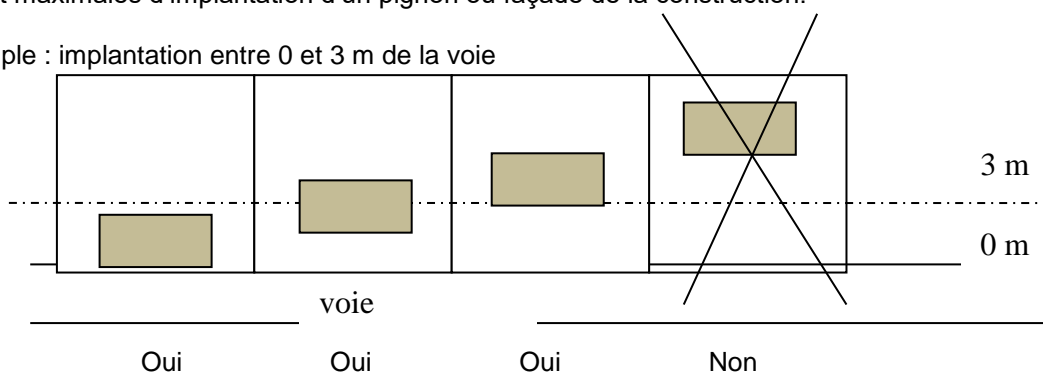 t maximales d'implantation d'un pignon ou façade de la construction.
ple : implantation entre 0 et 3 m de la voie
3 m
0 m
voie
Oui Oui Oui Non